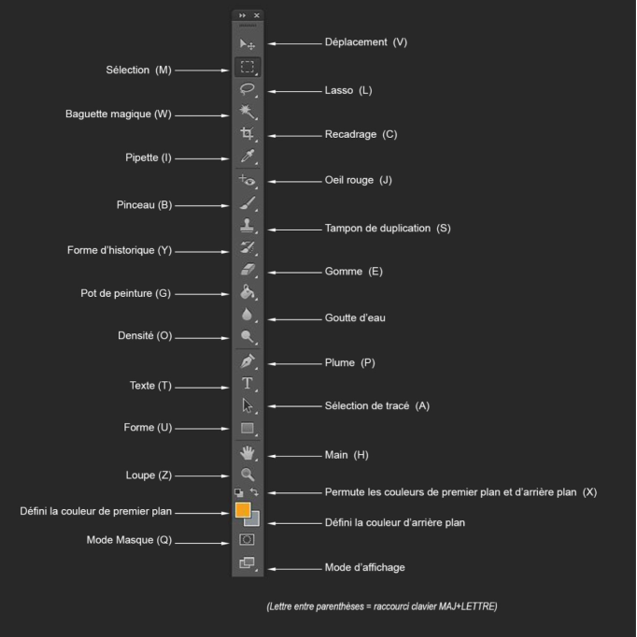 Déplacement (V)
Sélection (M)
Lasso (L)
Baguette magique (W)
Recadrage (C)
Pipette (I)
Oeil rouge (J)
Pinceau (B)
Tampon de duplication (S)
Forme d'historique (Y)
Gomme (E)
Pot de peinture (G)
Goutte d'eau
Densité (O)
Plume (P)
Texte (T)
T
Sélection de tracé (A)
Forme (U)
Main (H)
Loupe (Z)
Permute les couleurs de premier plan et d'arrière plan (X)
Défini la couleur de premier plan
Défini la couleur d'arrière plan
Mode Masque (Q)
Mode d'affichage
(Lettre entre parenthèses = raccourci clavier MAJ+LETTRE)